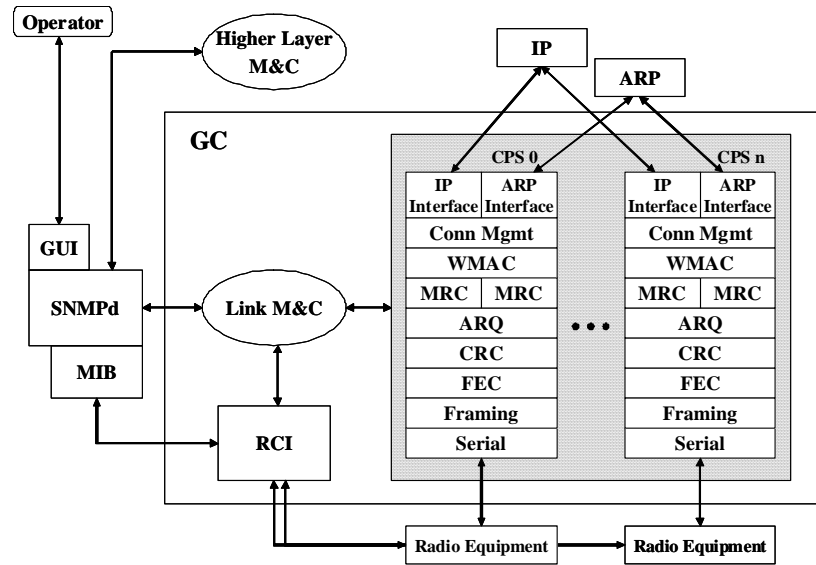 Operator
Higher Layer
M&C
IP
ARP
GC
CPS 0
CPS n
IP
Interface
ARP
Interface
IP
Interface
ARP
Interface
GUI
Conn Mgmt
Conn Mgmt
WMAC
WMAC
SNMPd
Link M&C
MRC
MRC
MRC
MRC
ARQ
ARQ
MIB
CRC
CRC
FEC
FEC
RCI
Framing
Framing
Serial
Serial
Radio Equipment
Radio Equipment